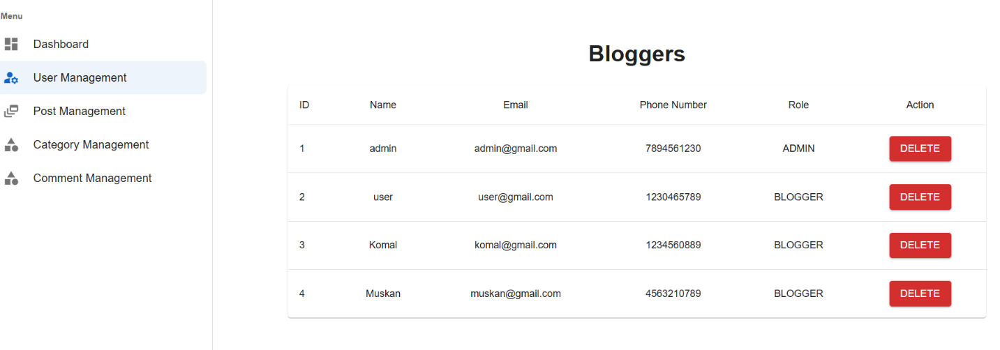 Menu
Dashboard
User Management
Post Management
Category Management
Comment Management
Bloggers
ID Name Email Phone Number Role Action
1 admin admin@gmail.com 7894561230 ADMIN DELETE
2 user user@gmail.com 1230465789 BLOGGER DELETE
3 Komal komal@gmail.com 1234560889 BLOGGER DELETE
4 Muskan muskan@gmail.com 4563210789 BLOGGER DELETE